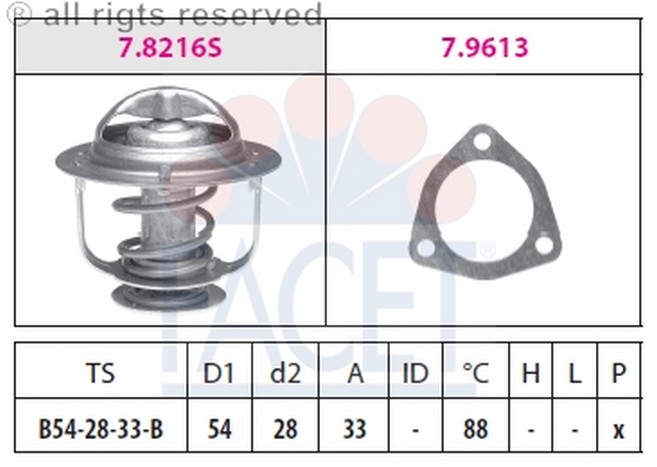 ® all rigts reserved
7.8216S 7.9613
FACET ®
TS D1 d2 A ID °C H L P
B54-28-33-B 54 28 33 - 88 - - x